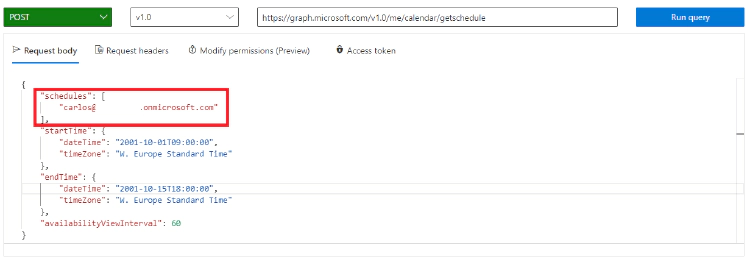 POST v1.0 https://graph.microsoft.com/v1.0/me/calendar/getschedule Run query
Request body Request headers Modify permissions (Preview) Access token
{
"schedules": [
"carlos@ .onmicrosoft.com"
],
"startTime": {
"dateTime": "2001-10-01T09:00:00",
"timeZone": "W. Europe Standard Time"
},
"endTime": {
"dateTime": "2001-10-15T18:00:00",
"timeZone": "W. Europe Standard Time"
},
"availabilityViewInterval": 60
}